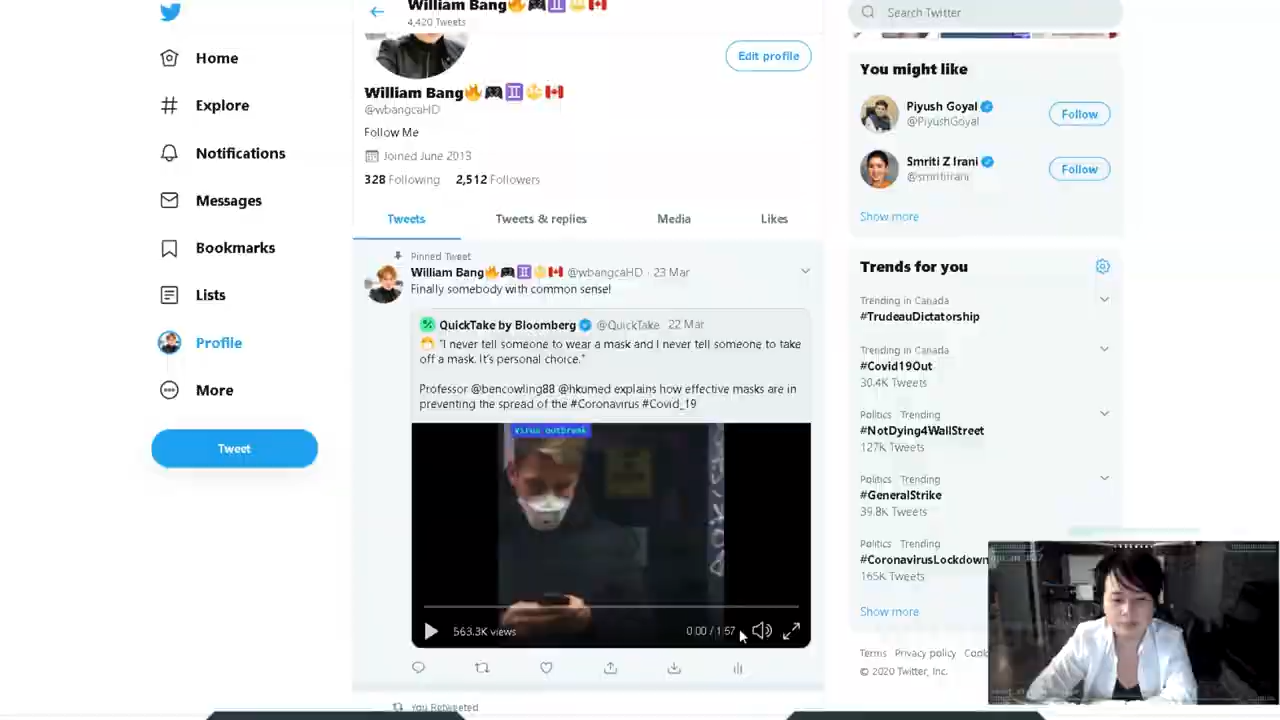 Home
Explore
Notifications
Messages
Bookmarks
Lists
Profile
More
Tweet
William Bang🔥🎮♊🔱🇨🇦
4,420 Tweets
Edit profile
William Bang🔥🎮♊🔱🇨🇦
@wbangcaHD
Follow Me
Joined June 2013
328 Following 2,512 Followers
Tweets Tweets & replies Media Likes
Pinned Tweet
William Bang🔥🎮♊🔱🇨🇦 @wbangcaHD · 23 Mar
Finally somebody with common sense!
QuickTake by Bloomberg @QuickTake 22 Mar
😷 "I never tell someone to wear a mask and I never tell someone to take
off a mask. It's personal choice."
Professor @bencowling88 @hkumed explains how effective masks are in
preventing the spread of the #Coronavirus #Covid_19
virus outbreak
563.3K views
0:00 / 1:57
You Retweeted
Search Twitter
You might like
Piyush Goyal
@PiyushGoyal
Follow
Smriti Z Irani
@smritiirani
Follow
Show more
Trends for you
Trending in Canada
#TrudeauDictatorship
Trending in Canada
#Covid19Out
30.4K Tweets
Politics Trending
#NotDying4WallStreet
127K Tweets
Politics Trending
#GeneralStrike
39.8K Tweets
Politics Trending
#CoronavirusLockdown
165K Tweets
Show more
Terms Privacy policy
© 2020 Twitter, Inc.